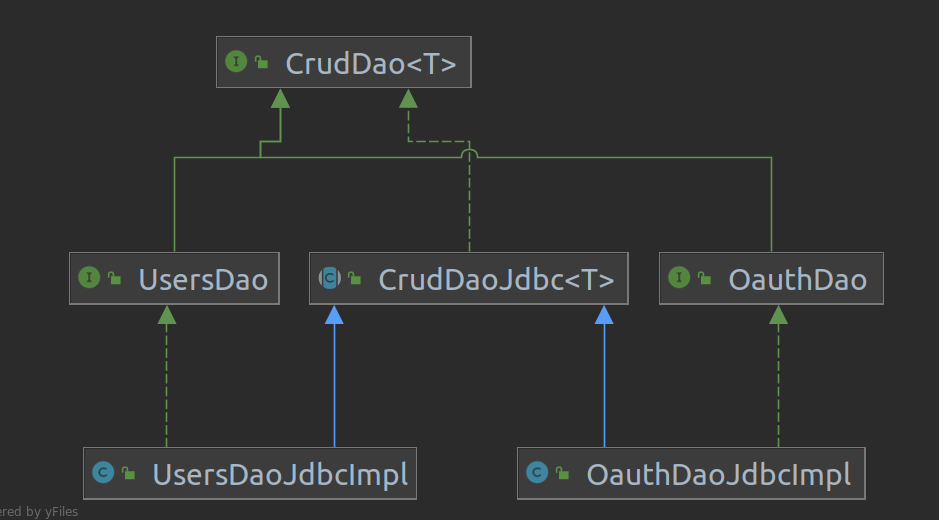 I CrudDao<T>
I UsersDao
C CrudDaoJdbc<T>
I OauthDao
C UsersDaoJdbcImpl
C OauthDaoJdbcImpl
ered by yFiles